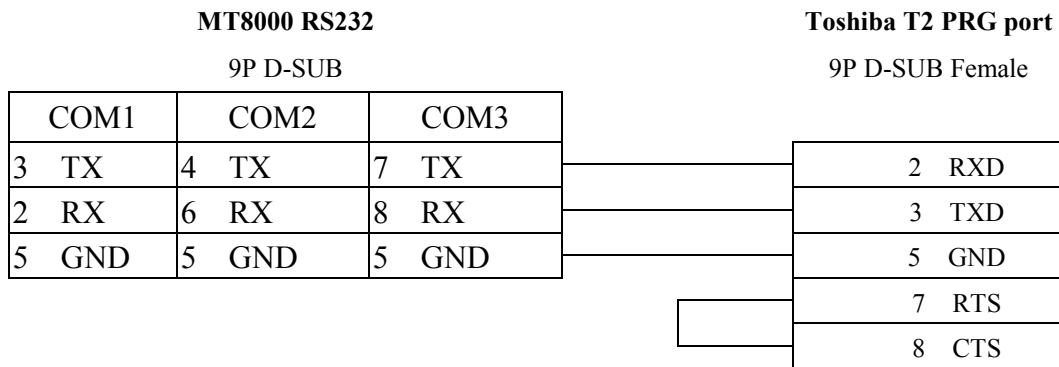 MT8000 RS232 Toshiba T2 PRG port
9P D-SUB 9P D-SUB Female
COM1 COM2 COM3
3 TX 4 TX 7 TX 2 RXD
2 RX 6 RX 8 RX 3 TXD
5 GND 5 GND 5 GND 5 GND
7 RTS
8 CTS